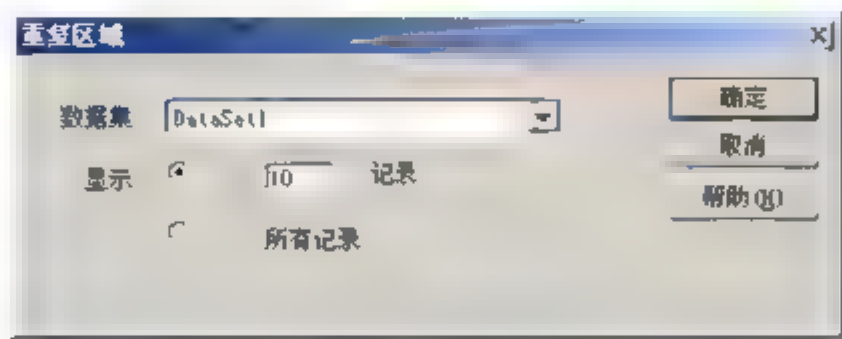 重复区域
数据集 DataSet1 确定
取消
显示 10 记录
帮助(H)
所有记录